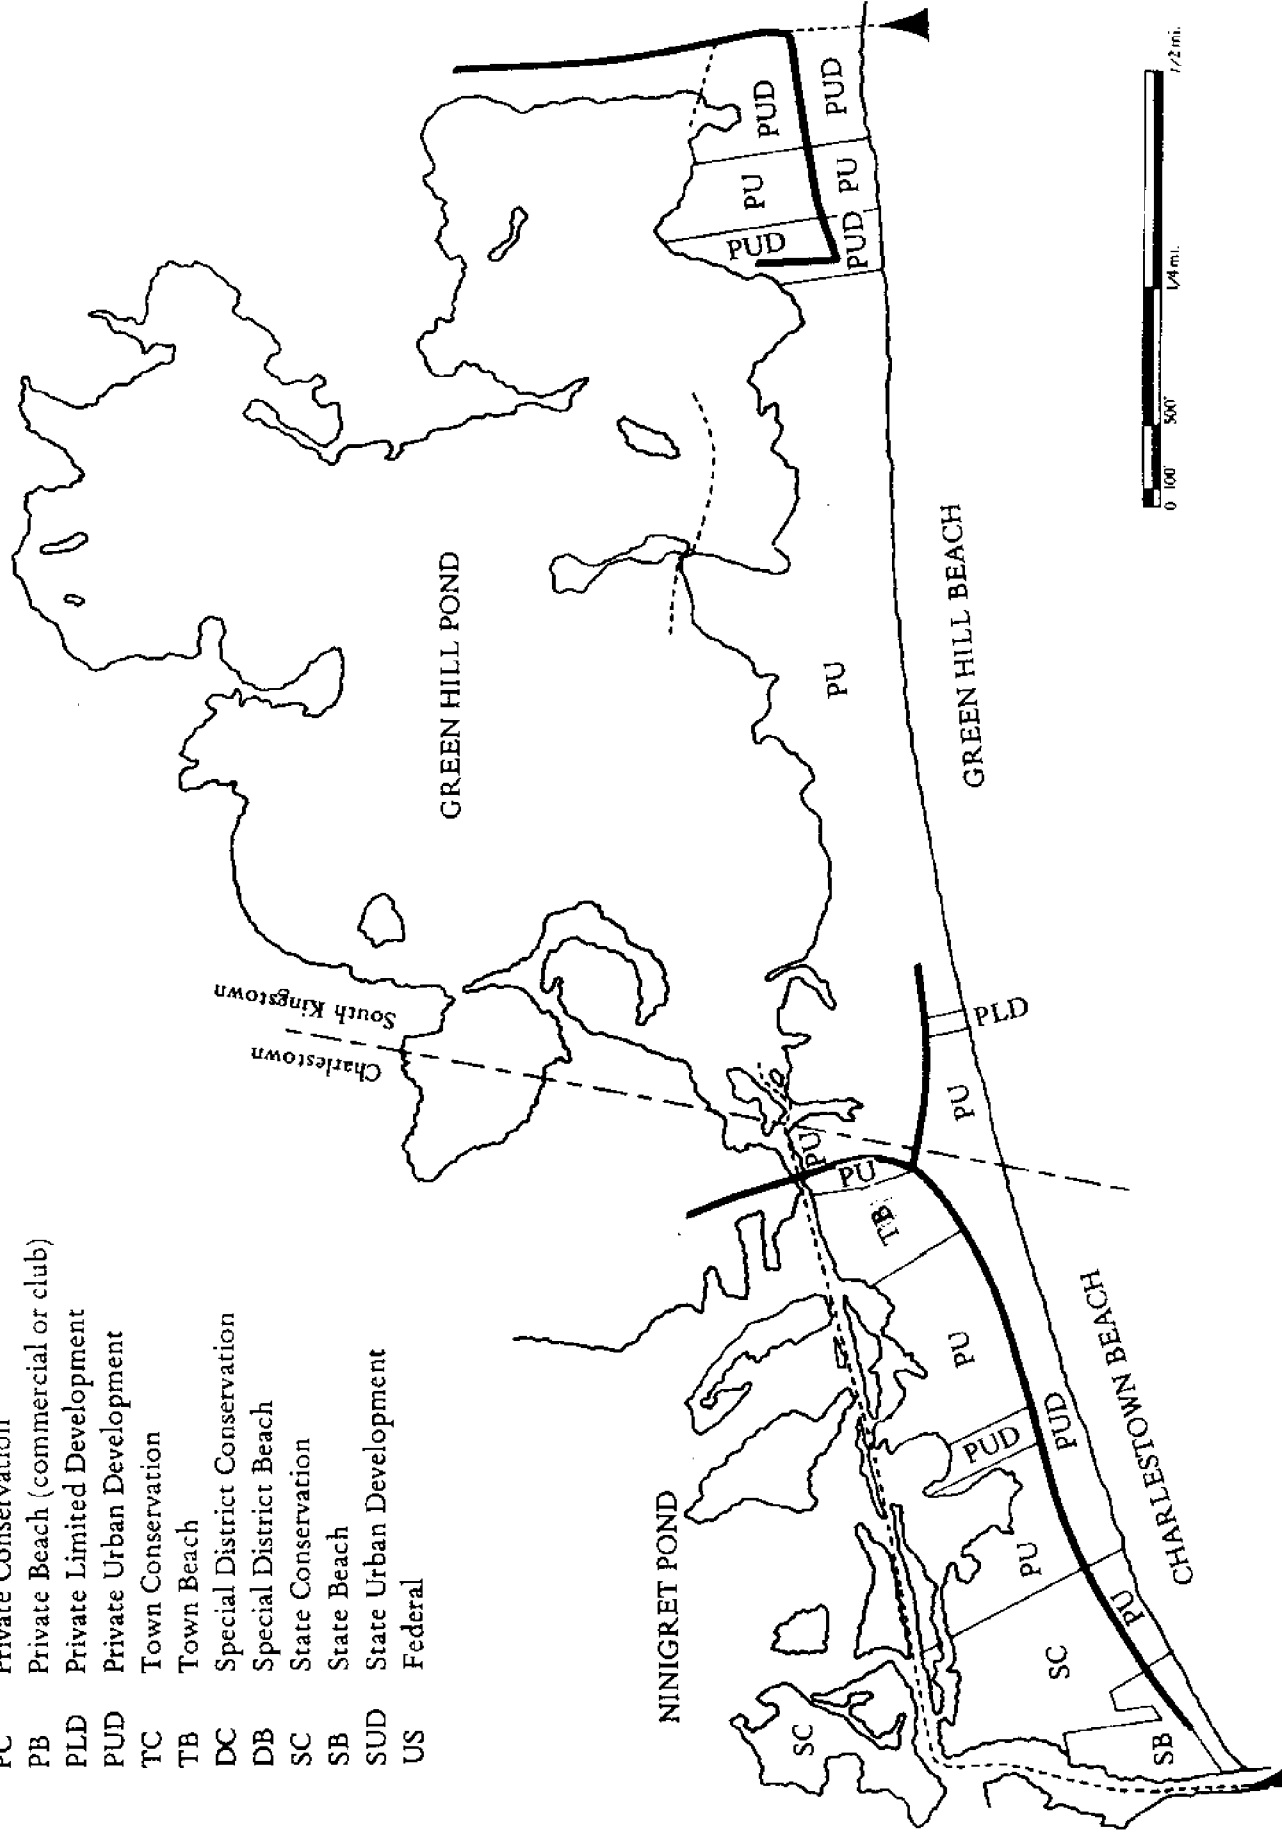 PC Private Conservation
PB Private Beach (commercial or club)
PLD Private Limited Development
PUD Private Urban Development
TC Town Conservation
TB Town Beach
DC Special District Conservation
DB Special District Beach
SC State Conservation
SB State Beach
SUD State Urban Development
US Federal
South Kingstown
Charlestown
GREEN HILL POND
NINIGRET POND
GREEN HILL BEACH
CHARLESTOWN BEACH
SC
SB
SC
PU
PU
PUD
PUD
PU
TB
PU
PU
PU
PLD
PU
PUD
PUD
PU
PU
PUD
PUD
0 100' 500' 1/4 mi. 1/2 mi.